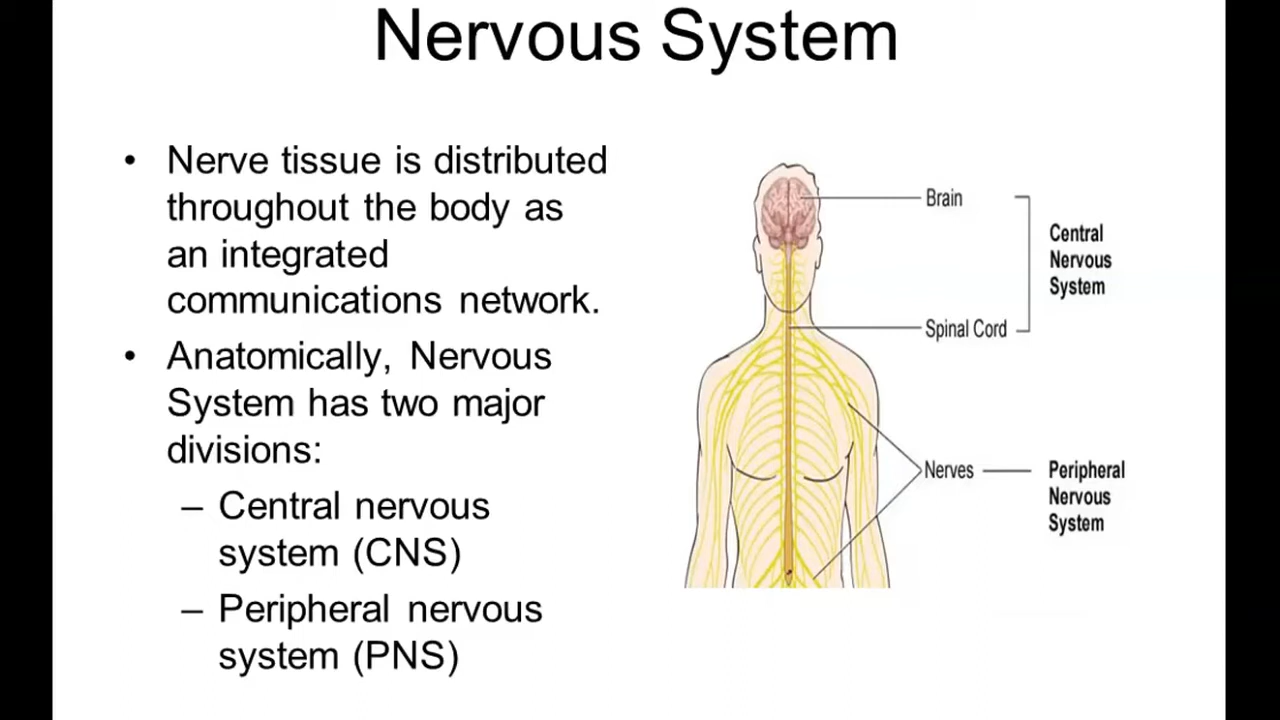 Nervous System
• Nerve tissue is distributed
throughout the body as
an integrated
communications network.
• Anatomically, Nervous
System has two major
divisions:
– Central nervous
system (CNS)
– Peripheral nervous
system (PNS)
Brain
Spinal Cord
Central
Nervous
System
Nerves
Peripheral
Nervous
System